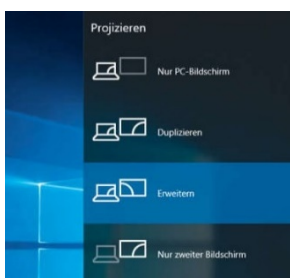 Projizieren
Nur PC-Bildschirm
Duplizieren
Erweitern
Nur zweiter Bildschirm